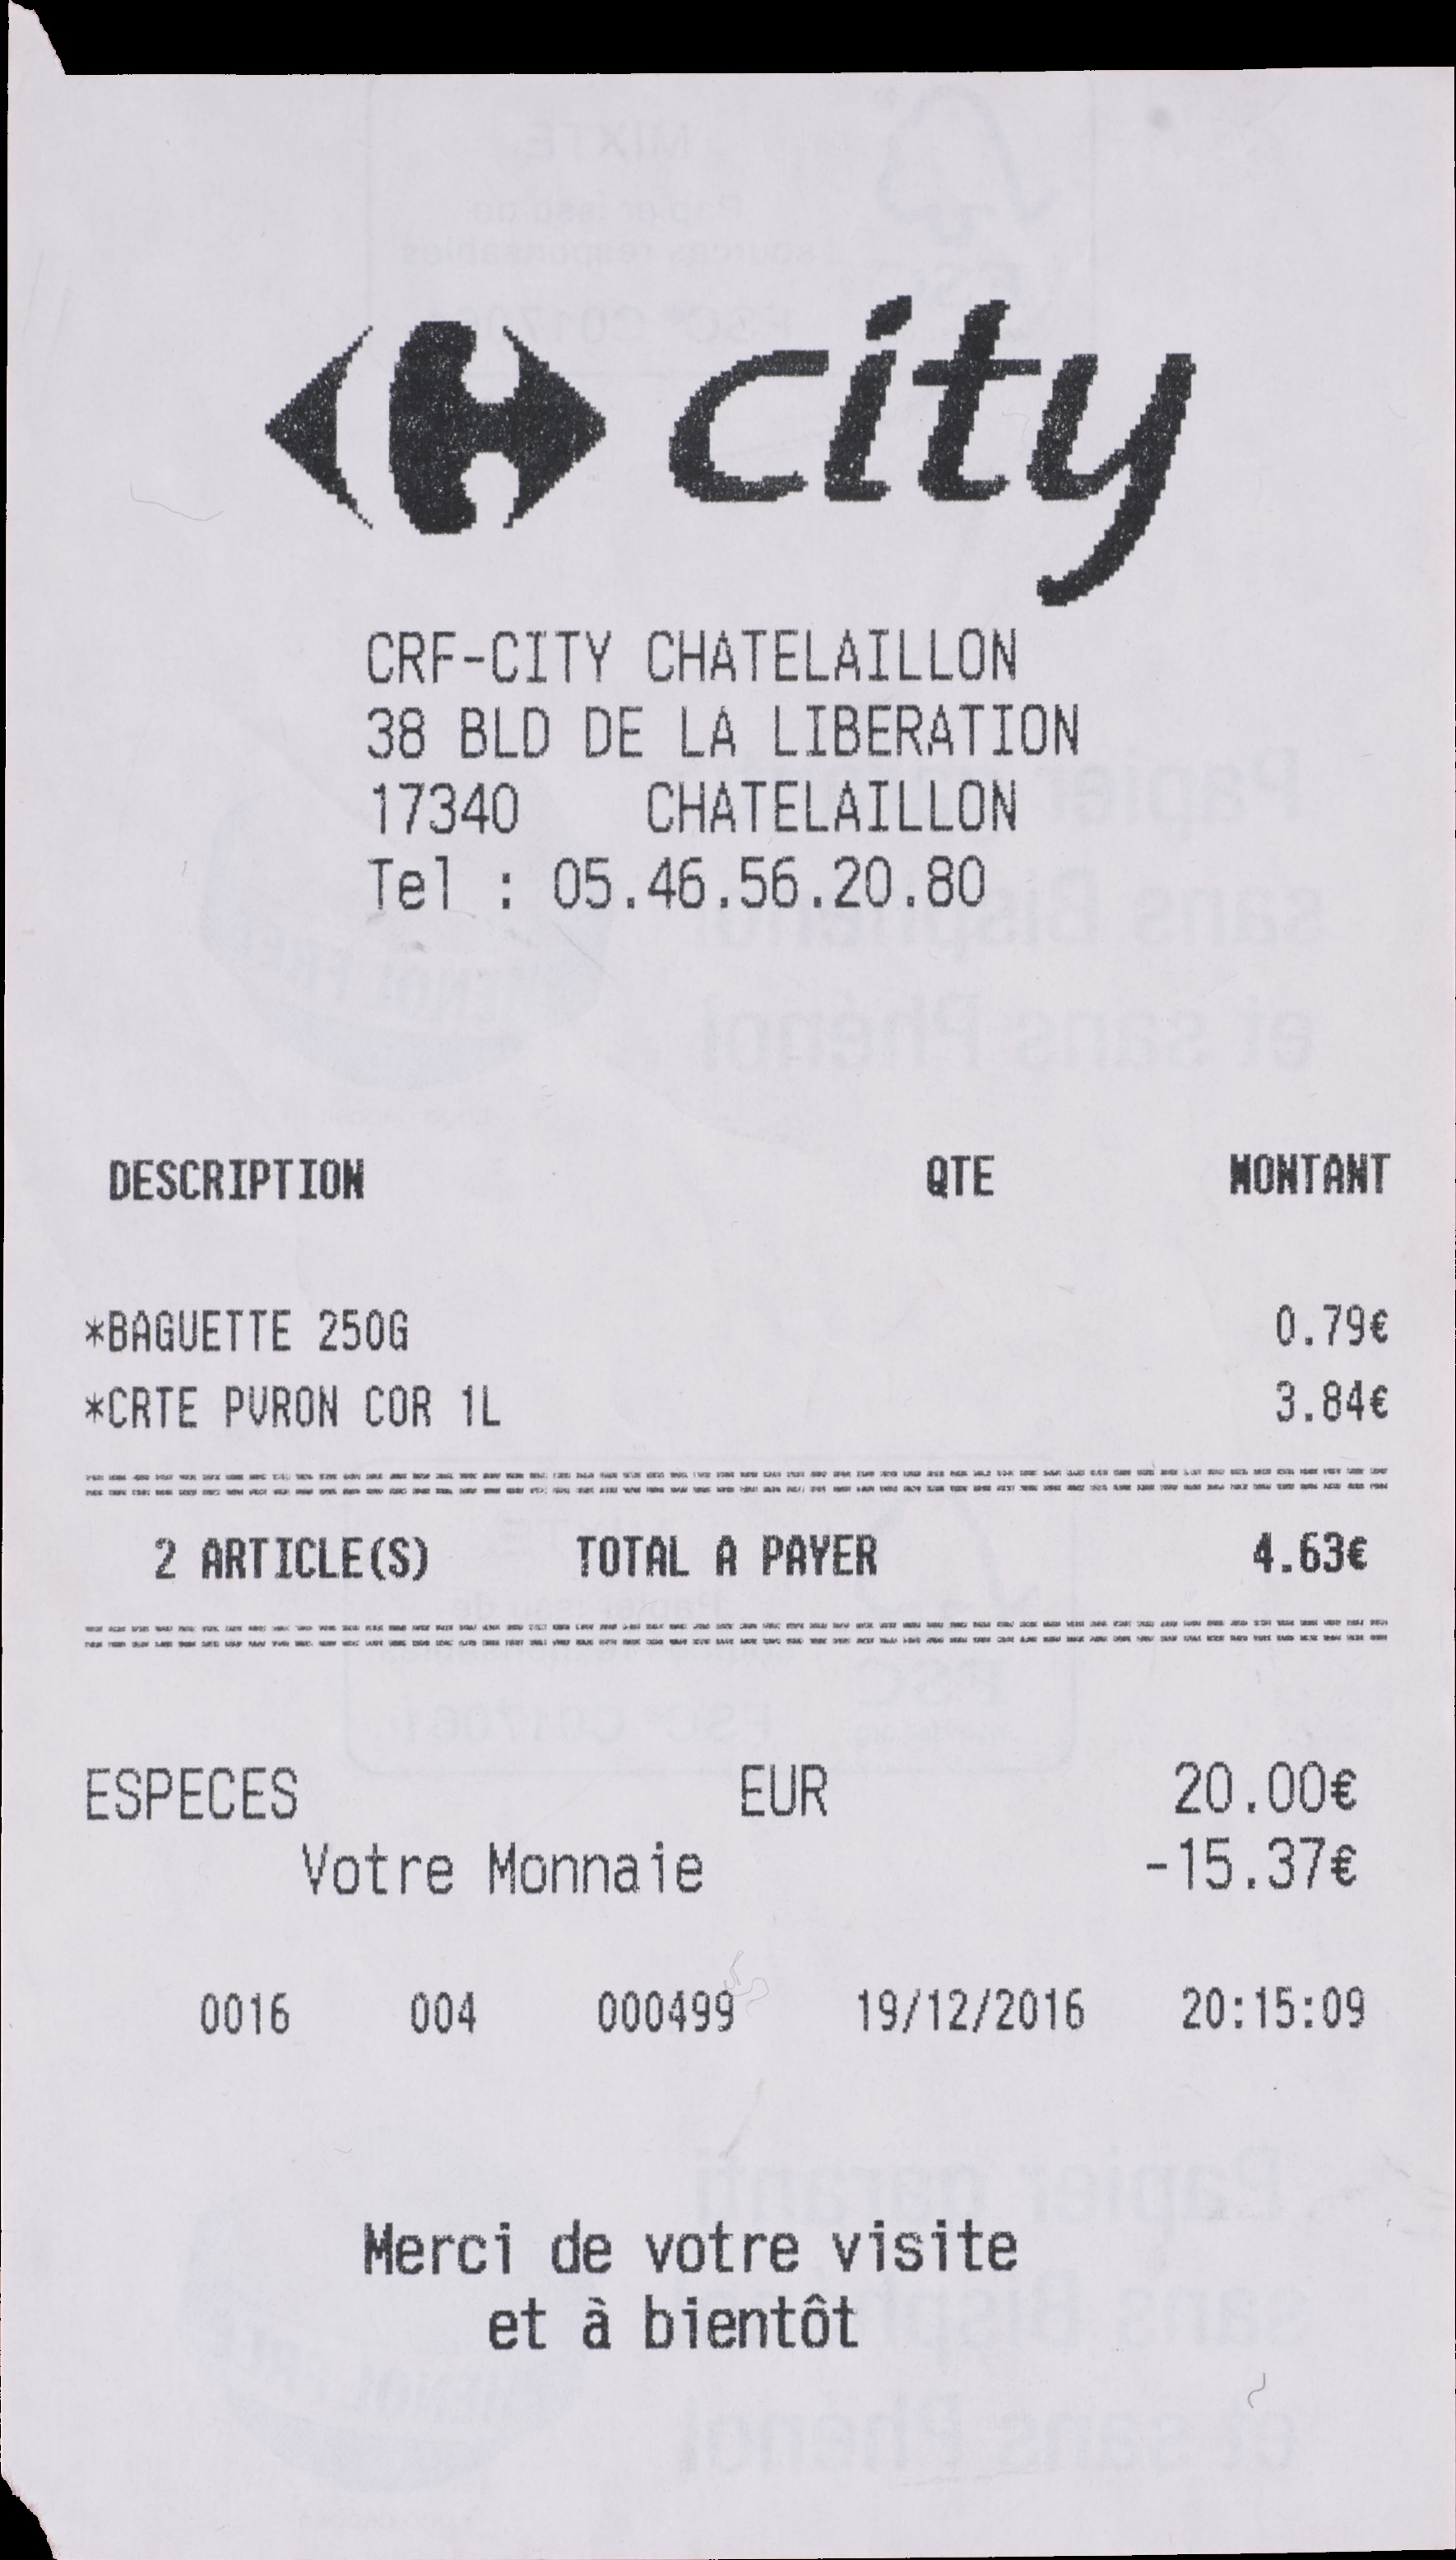 city
CRF-CITY CHATELAILLON
38 BLD DE LA LIBERATION
17340 CHATELAILLON
Tel : 05.46.56.20.80
DESCRIPTION QTE MONTANT
*BAGUETTE 250G 0.79€
*CRTE PVRON COR 1L 3.84€
2 ARTICLE(S) TOTAL A PAYER 4.63€
ESPECES EUR 20.00€
Votre Monnaie -15.37€
0016 004 000499 19/12/2016 20:15:09
Merci de votre visite
et à bientôt